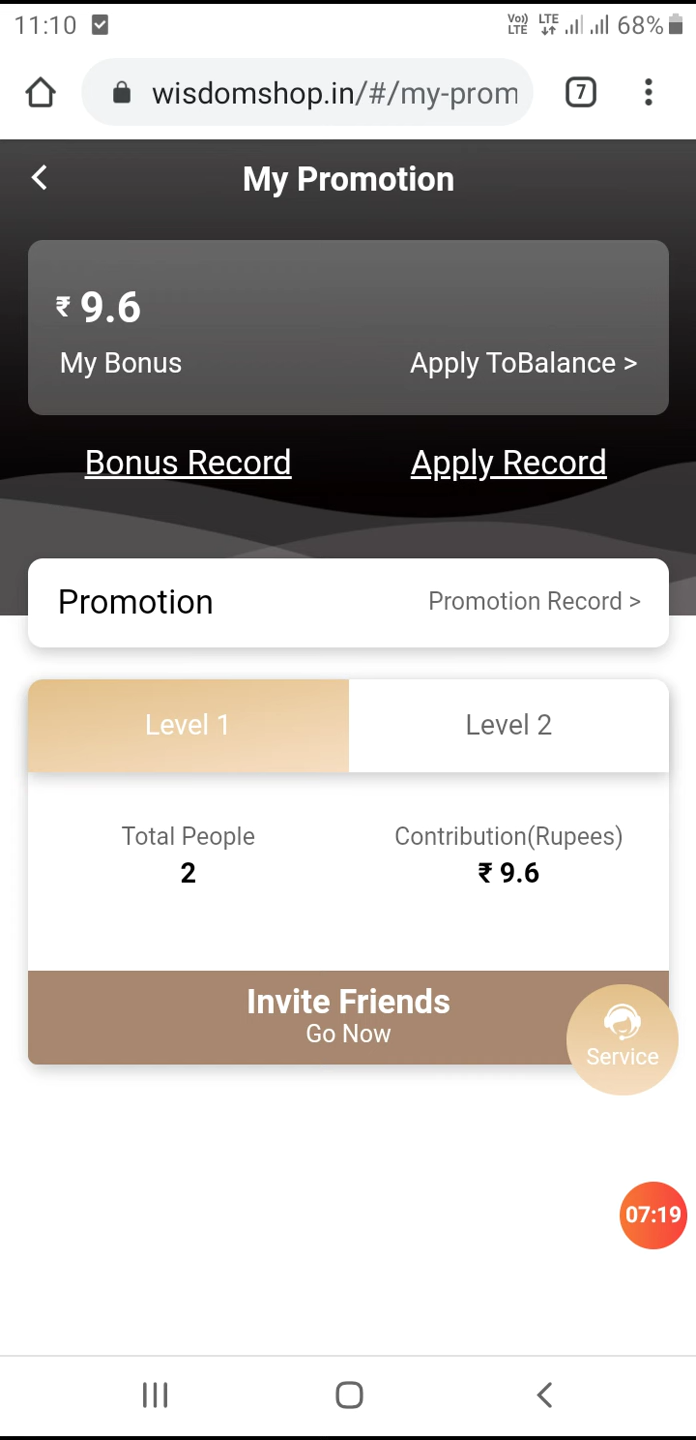 11:10
Vo)) LTE LTE 68%
wisdomshop.in/#/my-prom
7
My Promotion
₹ 9.6
My Bonus
Apply ToBalance >
Bonus Record
Apply Record
Promotion
Promotion Record >
Level 1
Level 2
Total People
Contribution(Rupees)
2
₹ 9.6
Invite Friends
Go Now
Service
07:19